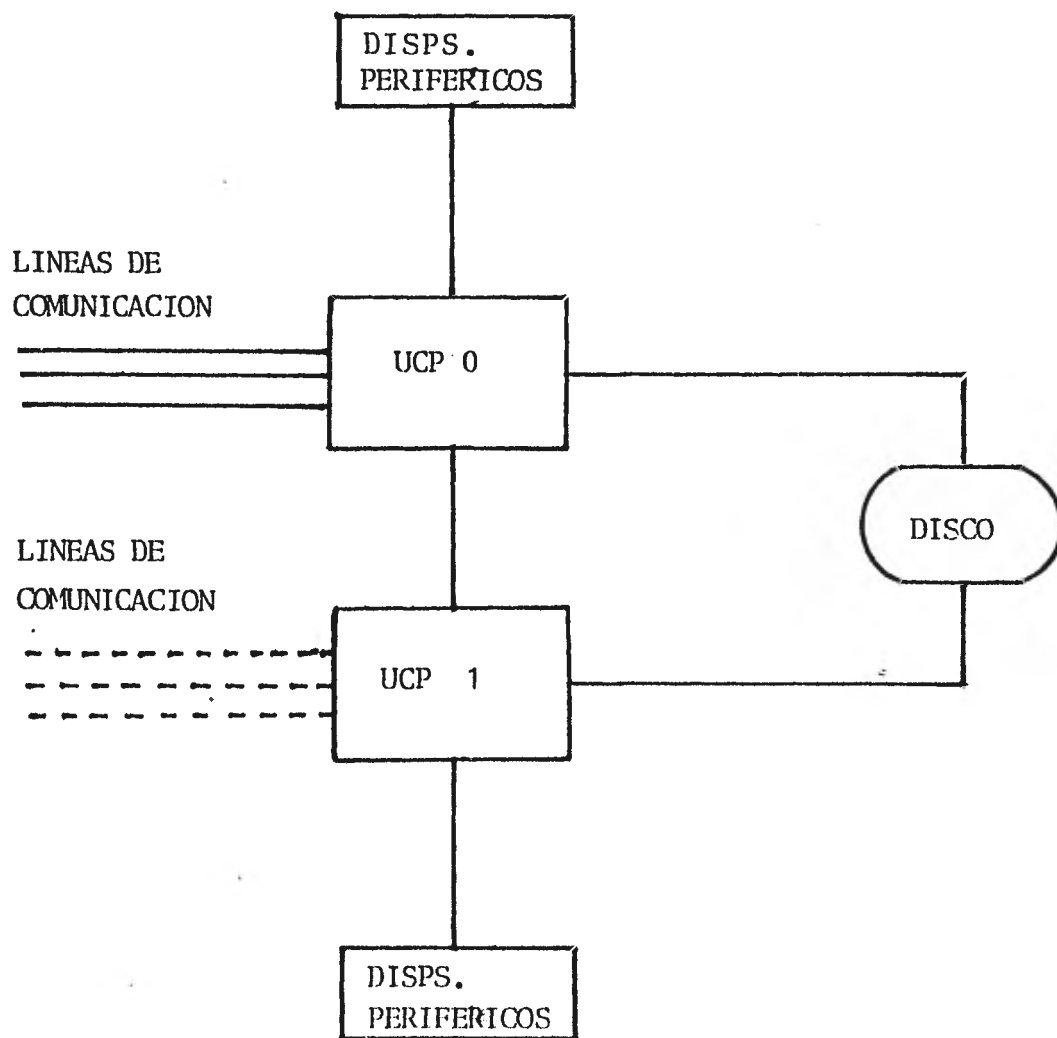 DISPS.
PERIFERICOS
LINEAS DE
COMUNICACION
UCP 0
DISCO
LINEAS DE
COMUNICACION
UCP 1
DISPS.
PERIFERICOS